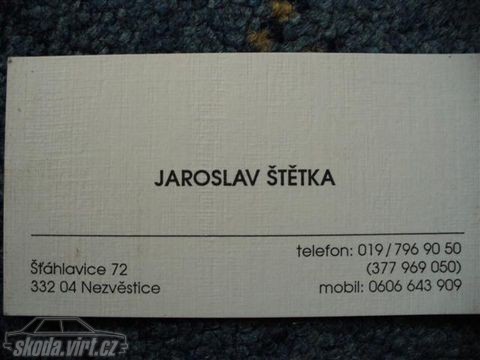 JAROSLAV ŠTĚTKA
telefon: 019/796 90 50
Šťáhlavice 72
(377 969 050)
332 04 Nezvěstice
mobil: 0606 643 909
skoda.virt.cz